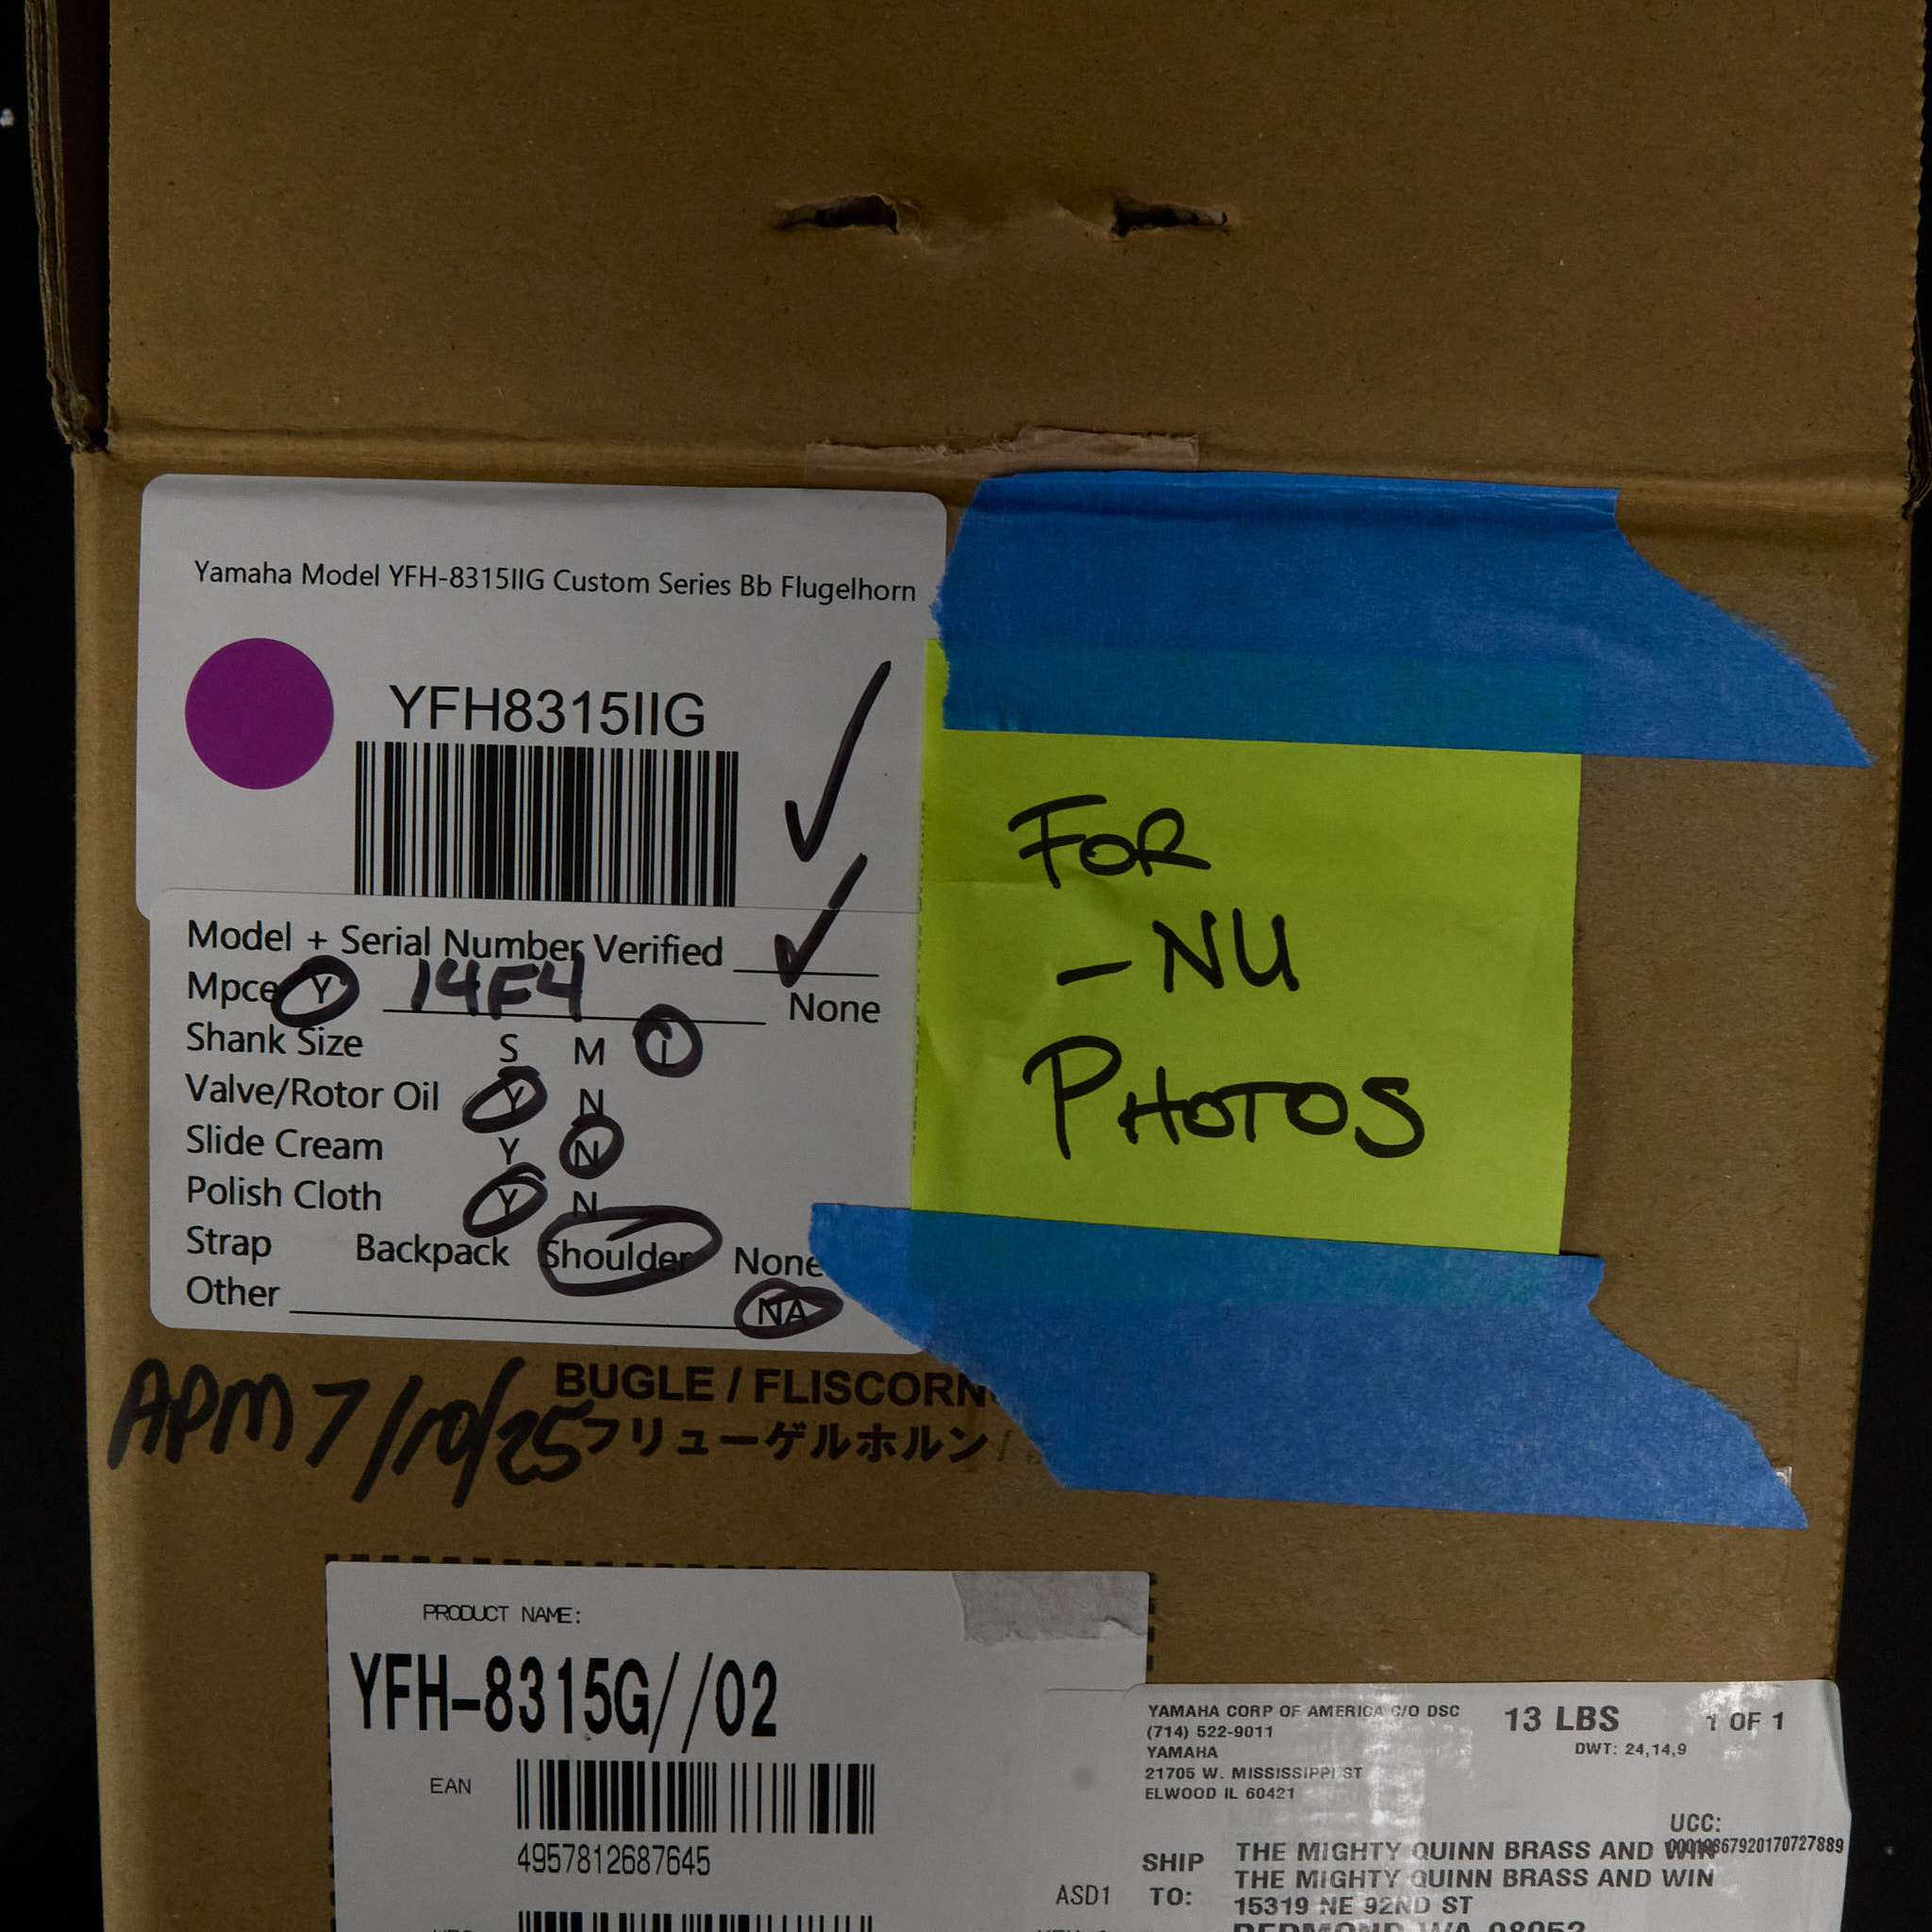 Yamaha Model YFH-8315IIG Custom Series Bb Flugelhorn
YFH8315IIG
Model + Serial Number Verified
Mpce Y 14F4 None
Shank Size S M
Valve/Rotor Oil Y N
Slide Cream Y N
Polish Cloth Y N
Strap Backpack Shoulder None
Other NA
FOR
- NU
PHOTOS
APM 7/10/25
BUGLE / FLISCORN
フリューゲルホルン /
PRODUCT NAME:
YFH-8315G//02
EAN
4957812687645
YAMAHA CORP OF AMERICA C/O DSC
(714) 522-9011
YAMAHA
21705 W. MISSISSIPPI ST
ELWOOD IL 60421
13 LBS
1 OF 1
DWT: 24,14,9
UCC:
SHIP TO:
THE MIGHTY QUINN BRASS AND WIN
THE MIGHTY QUINN BRASS AND WIN
15319 NE 92ND ST
REDMOND WA 98052
ASD1